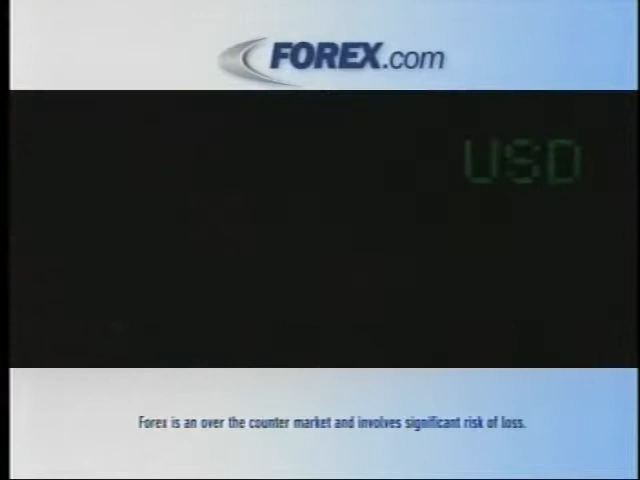 FOREX.com
USD
Forex is an over the counter market and involves significant risk of loss.